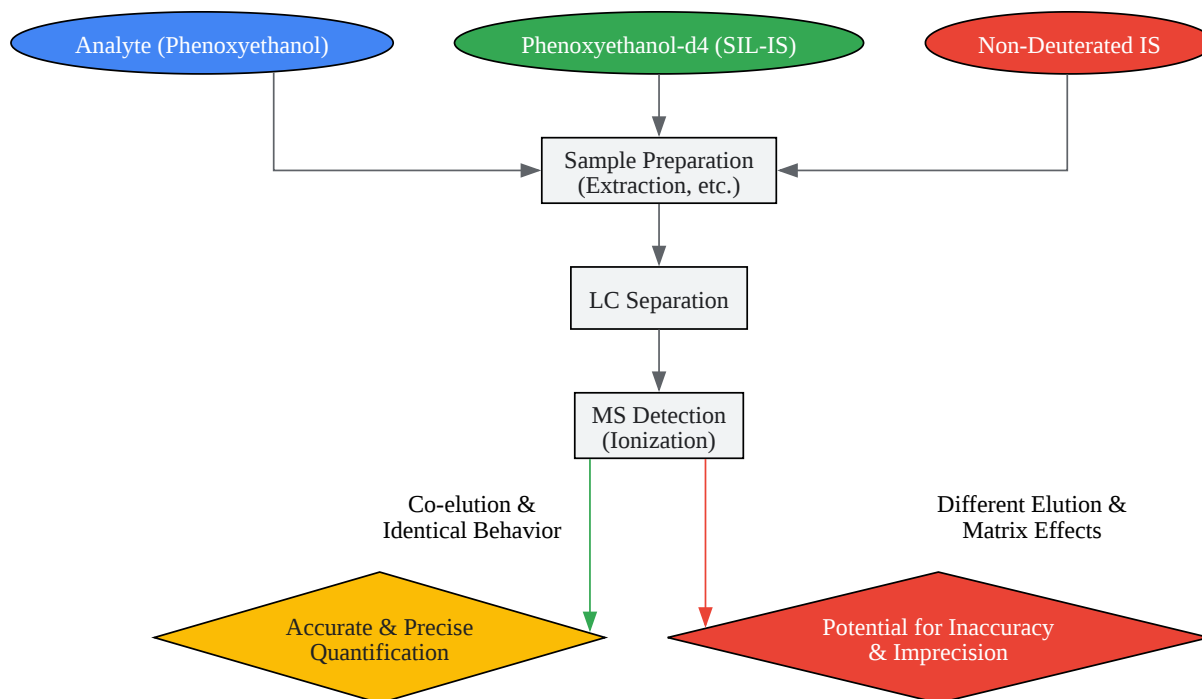 Analyte (Phenoxyethanol)
Phenoxyethanol-d4 (SIL-IS)
Non-Deuterated IS
Sample Preparation
(Extraction, etc.)
LC Separation
MS Detection
(Ionization)
Co-elution &
Identical Behavior
Different Elution &
Matrix Effects
Accurate & Precise
Quantification
Potential for Inaccuracy
& Imprecision